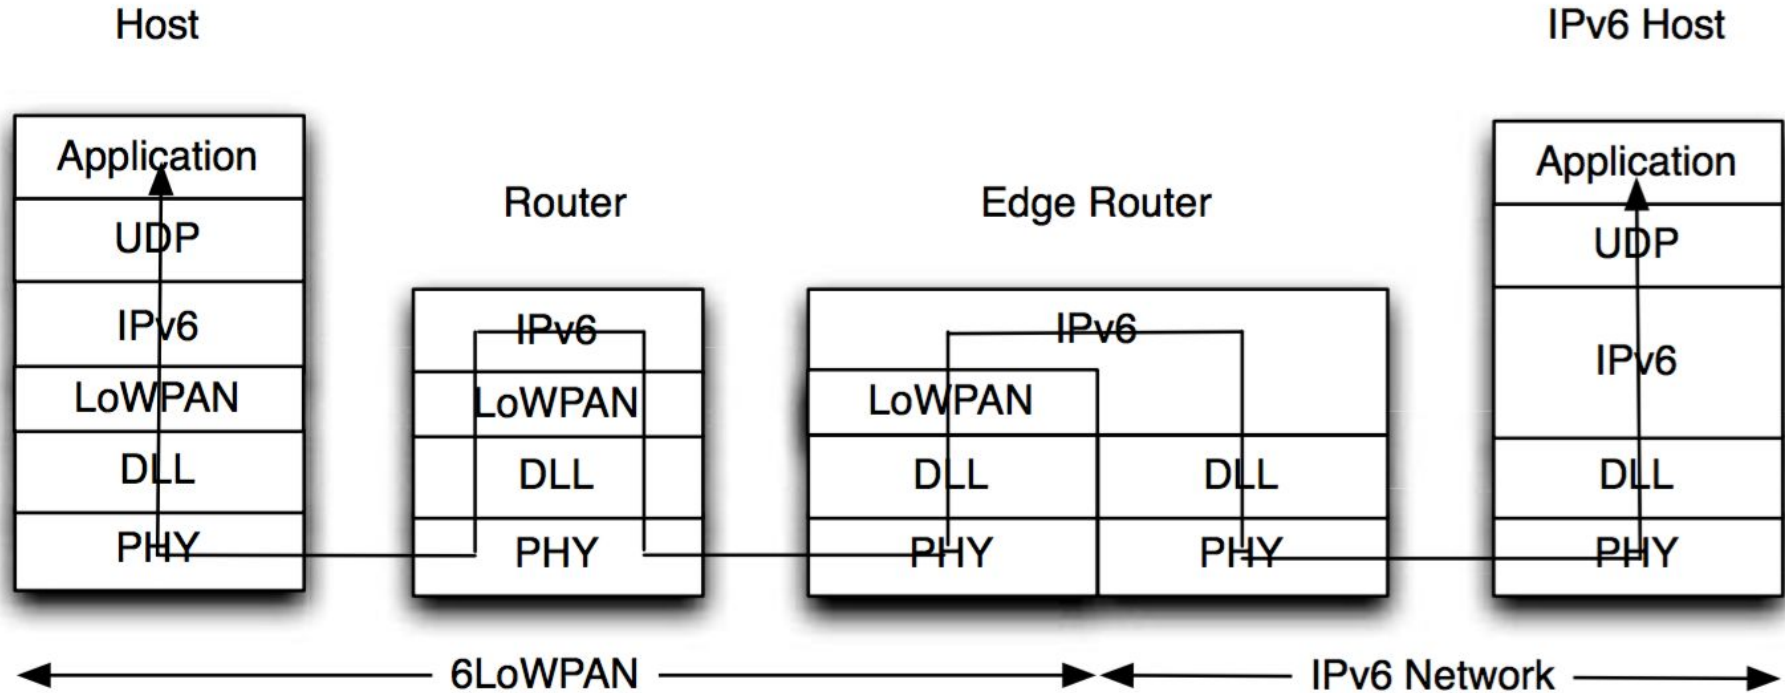 Host
IPv6 Host
Router
Edge Router
Application
UDP
IPv6
LoWPAN
DLL
PHY
IPv6
LoWPAN
DLL
PHY
IPv6
LoWPAN
DLL
DLL
PHY
PHY
Application
UDP
IPv6
DLL
PHY
6LoWPAN
IPv6 Network